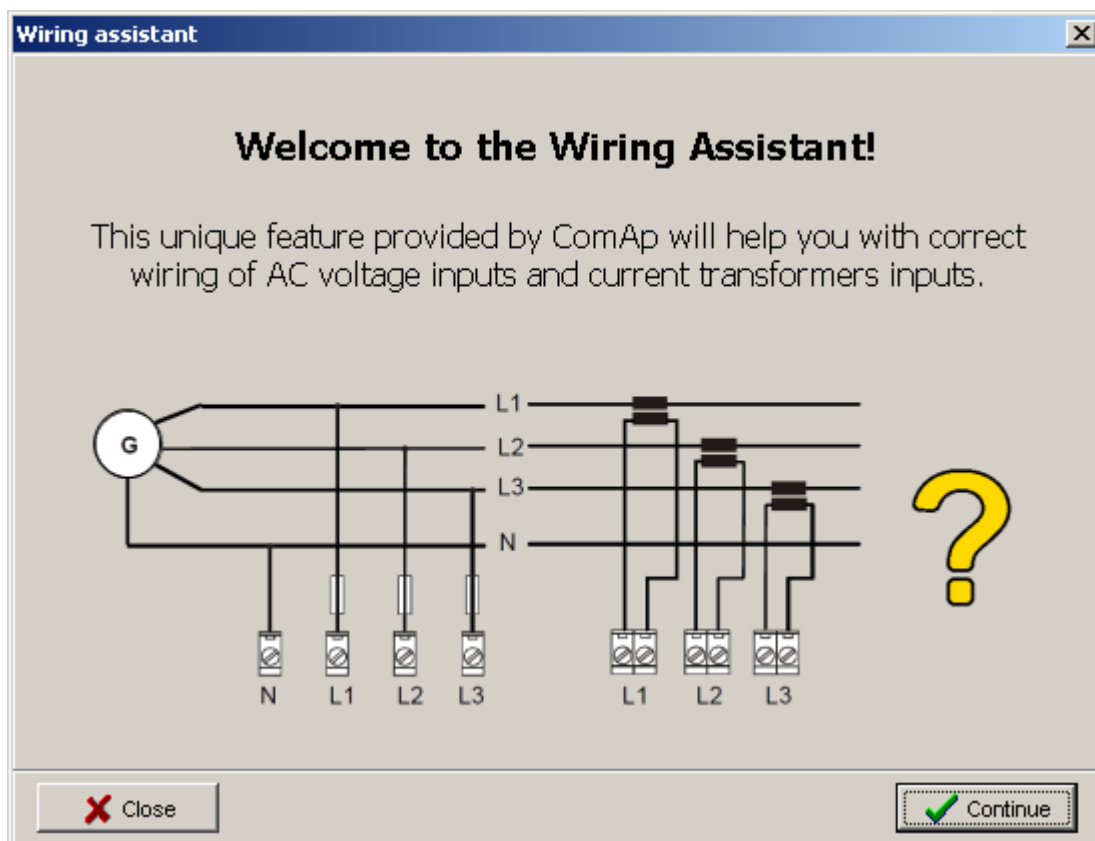 Wiring assistant
Welcome to the Wiring Assistant!
This unique feature provided by ComAp will help you with correct
wiring of AC voltage inputs and current transformers inputs.
G
L1
L2
L3
N
N L1 L2 L3 L1 L2 L3
?
Close Continue